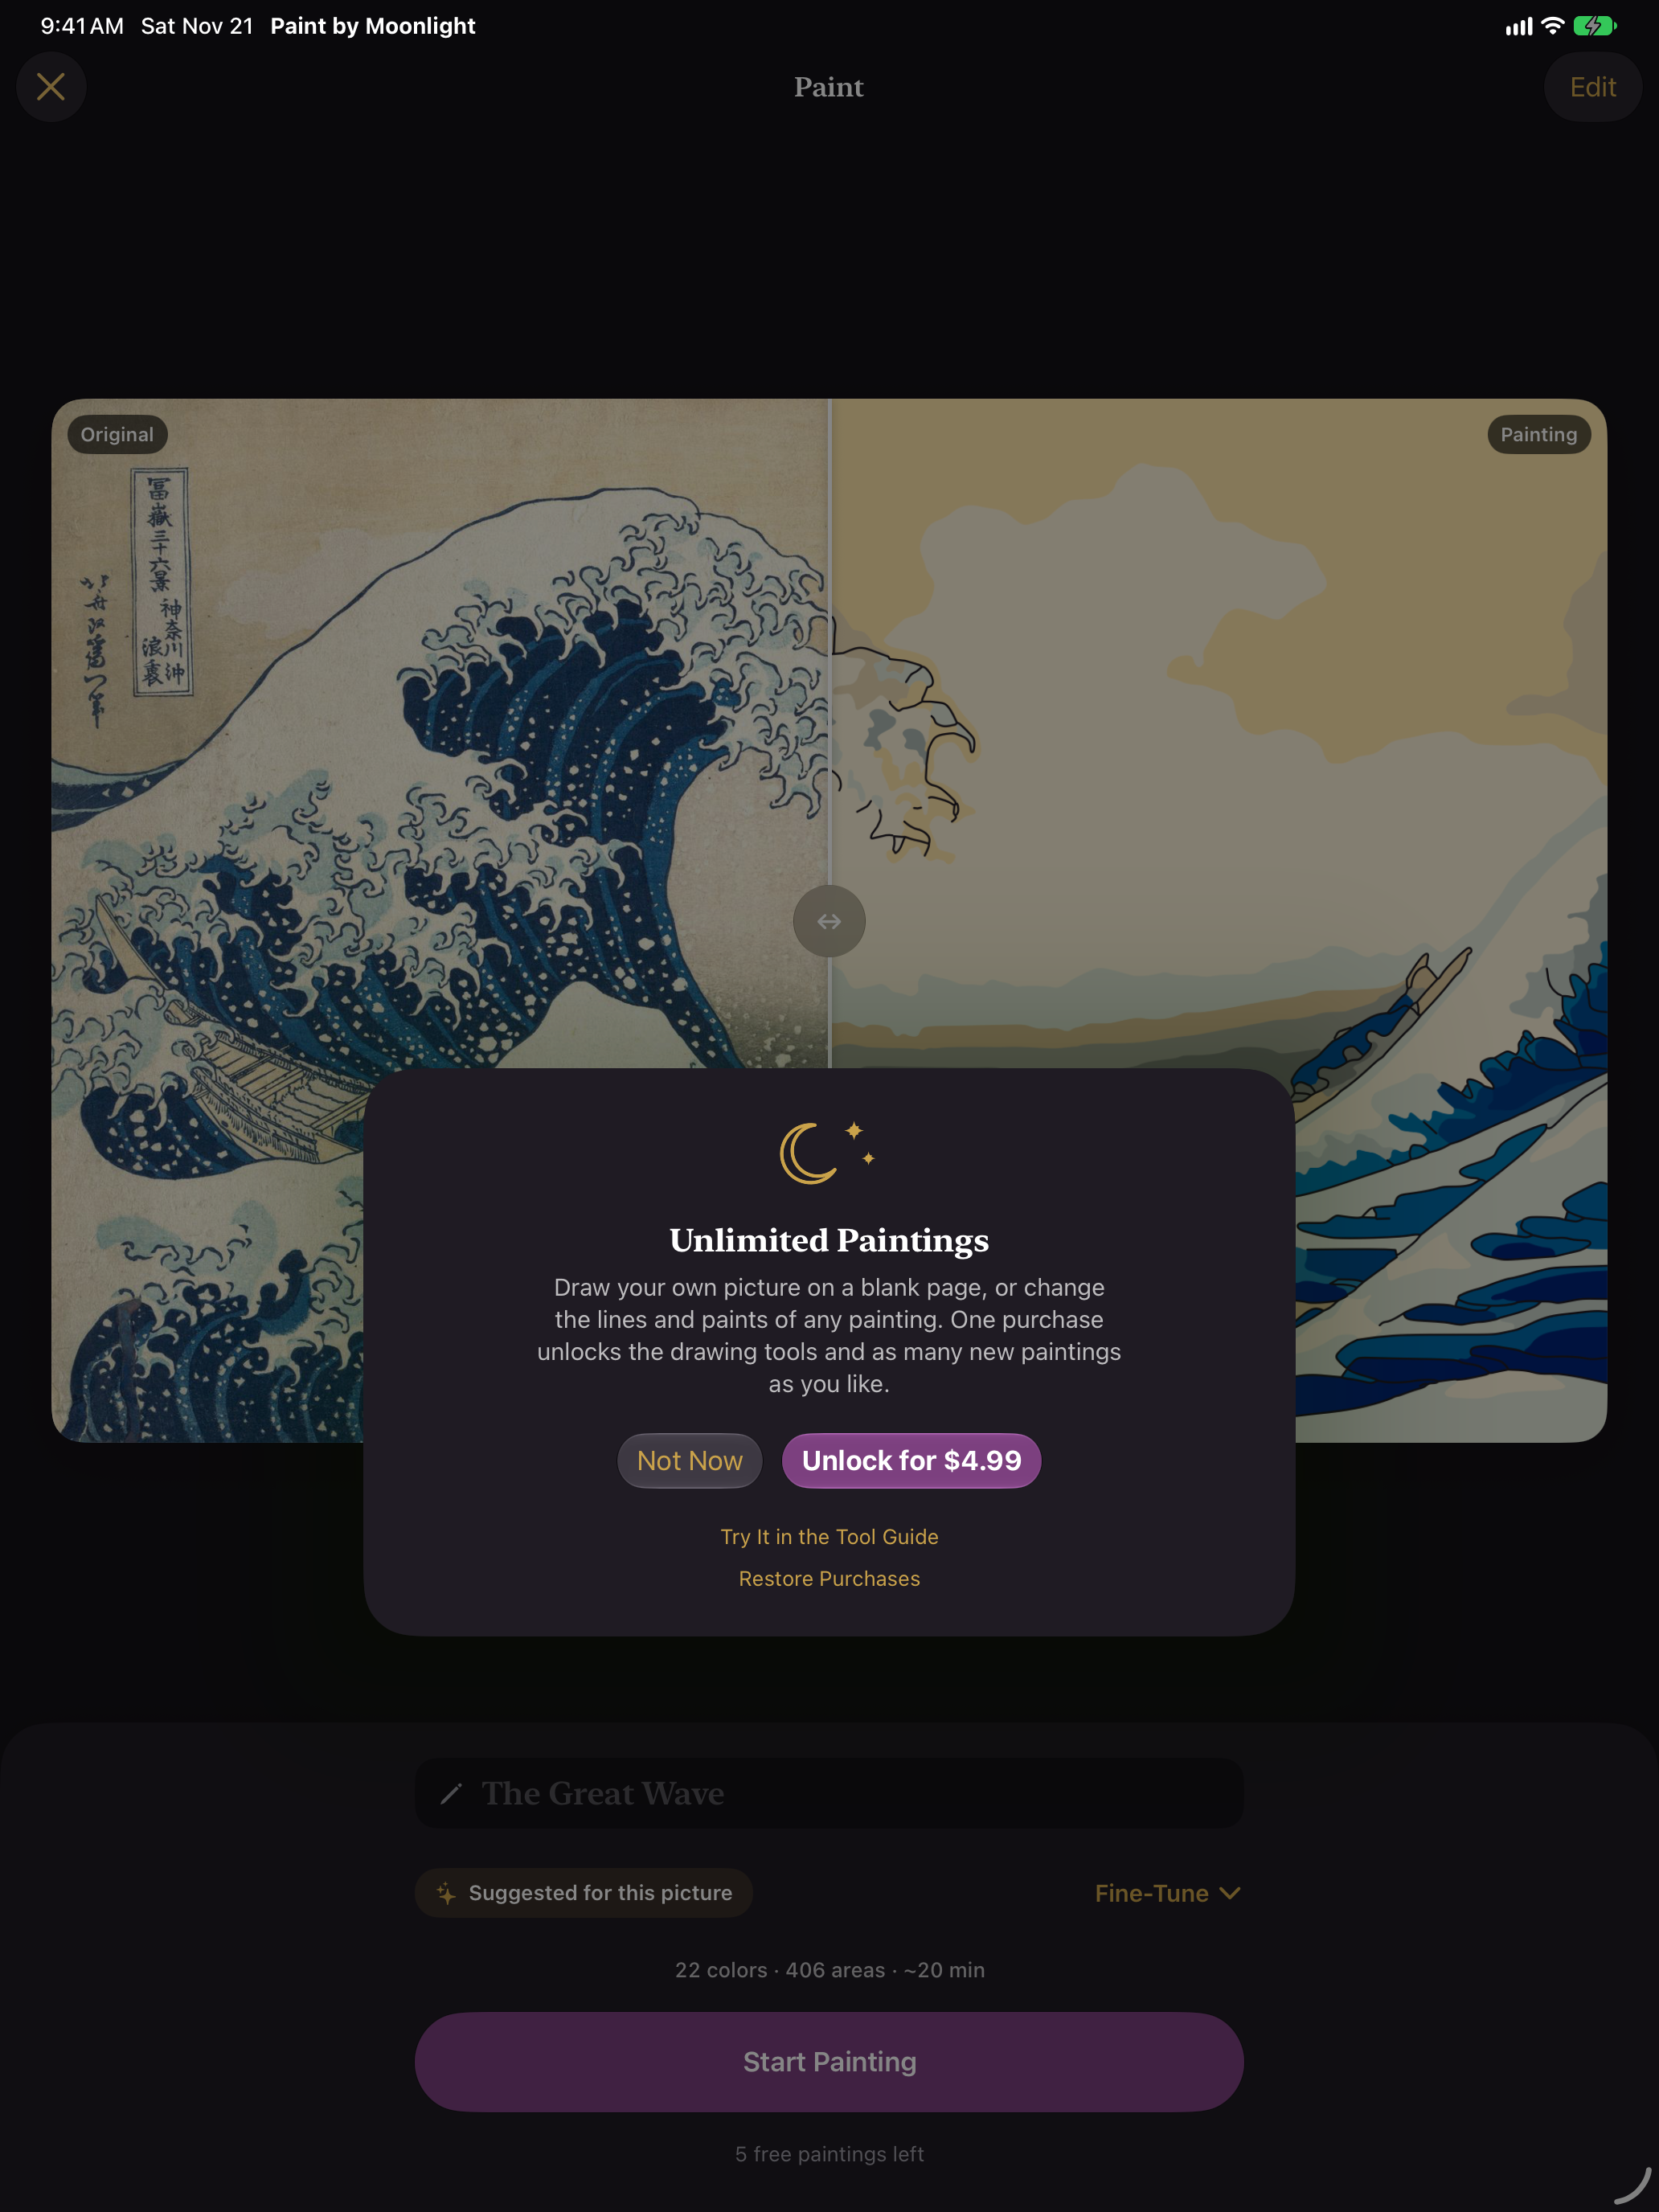 9:41 AM Sat Nov 21 Paint by Moonlight
Paint
Edit
Original
Painting
冨嶽三十六景
神奈川沖
浪裏
Unlimited Paintings
Draw your own picture on a blank page, or change
the lines and paints of any painting. One purchase
unlocks the drawing tools and as many new paintings
as you like.
Not Now
Unlock for $4.99
Try It in the Tool Guide
Restore Purchases
The Great Wave
Suggested for this picture
Fine-Tune
22 colors · 406 areas · ~20 min
Start Painting
5 free paintings left